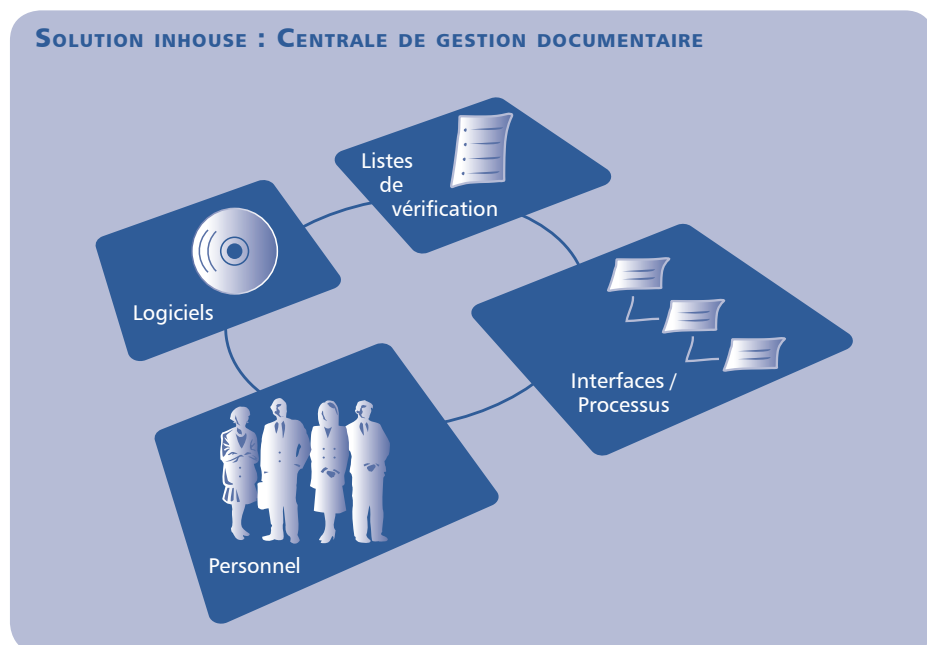 SOLUTION INHOUSE : CENTRALE DE GESTION DOCUMENTAIRE
Listes
de
vérification
Logiciels
Interfaces /
Processus
Personnel